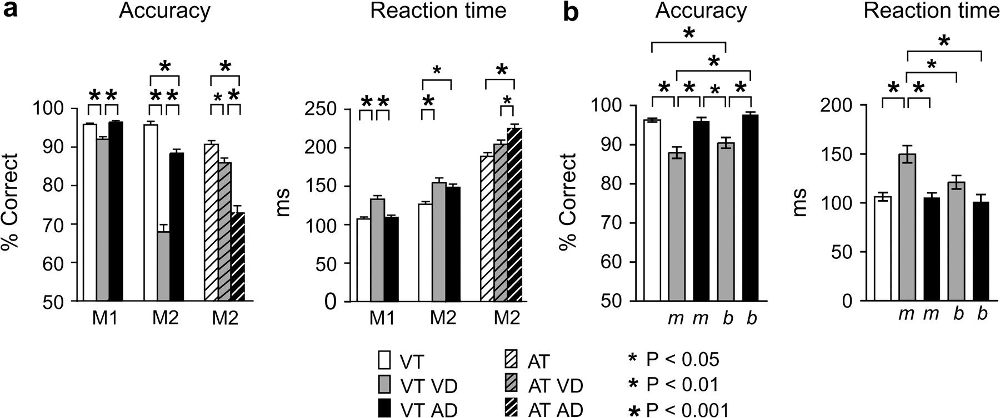 a
Accuracy
Reaction time
b
Accuracy
Reaction time
* *
* * *
* * *
* *
* *
* *
*
*
* * * *
*
*
* *
% Correct
100
90
80
70
60
50
M1 M2 M2
ms
250
200
150
100
50
0
M1 M2 M2
% Correct
100
90
80
70
60
50
m m b b
ms
200
150
100
50
0
m m b b
VT
VT VD
VT AD
AT
AT VD
AT AD
* P < 0.05
* P < 0.01
* P < 0.001